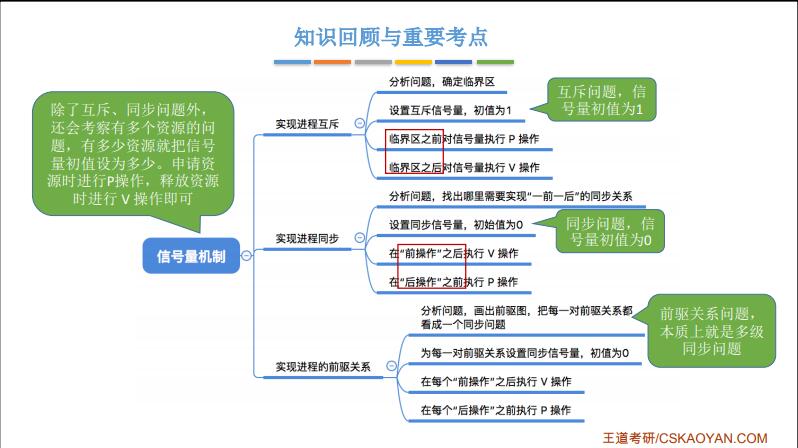 知识回顾与重要考点
除了互斥、同步问题外，
还会考察有多个资源的问
题，有多少资源就把信号
量初值设为多少。申请资
源时进行P操作，释放资源
时进行 V 操作即可
信号量机制
实现进程互斥
分析问题，确定临界区
设置互斥信号量，初值为1
临界区之前对信号量执行 P 操作
临界区之后对信号量执行 V 操作
互斥问题，信
号量初值为1
实现进程同步
分析问题，找出哪里需要实现“一前一后”的同步关系
设置同步信号量，初始值为0
在“前操作”之后执行 V 操作
在“后操作”之前执行 P 操作
同步问题，信
号量初值为0
实现进程的前驱关系
分析问题，画出前驱图，把每一对前驱关系都
看成一个同步问题
为每一对前驱关系设置同步信号量，初值为0
在每个“前操作”之后执行 V 操作
在每个“后操作”之前执行 P 操作
前驱关系问题，
本质上就是多级
同步问题
王道考研/CSKAOYAN.COM